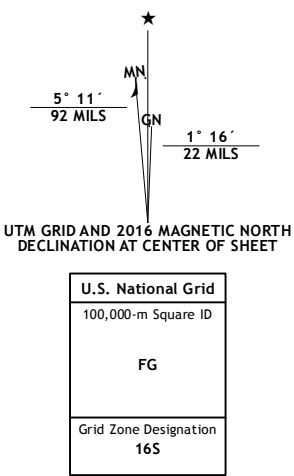 ★
MN.
5° 11´
92 MILS
GN
1° 16´
22 MILS
UTM GRID AND 2016 MAGNETIC NORTH
DECLINATION AT CENTER OF SHEET
U.S. National Grid
100,000-m Square ID
FG
Grid Zone Designation
16S